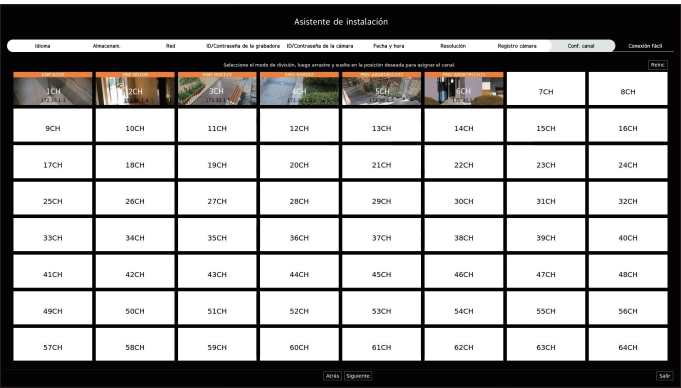 Asistente de instalación
Idioma Almacenam. Red ID/Contraseña de la grabadora ID/Contraseña de la cámara Fecha y hora Resolución Registro cámara Conf. canal Conexión fácil
Seleccione el modo de división, luego arrastre y suelte en la posición deseada para asignar el canal. Reinc
1CH 2CH 3CH 4CH 5CH 6CH 7CH 8CH
9CH 10CH 11CH 12CH 13CH 14CH 15CH 16CH
17CH 18CH 19CH 20CH 21CH 22CH 23CH 24CH
25CH 26CH 27CH 28CH 29CH 30CH 31CH 32CH
33CH 34CH 35CH 36CH 37CH 38CH 39CH 40CH
41CH 42CH 43CH 44CH 45CH 46CH 47CH 48CH
49CH 50CH 51CH 52CH 53CH 54CH 55CH 56CH
57CH 58CH 59CH 60CH 61CH 62CH 63CH 64CH
Atrás Siguiente Salir